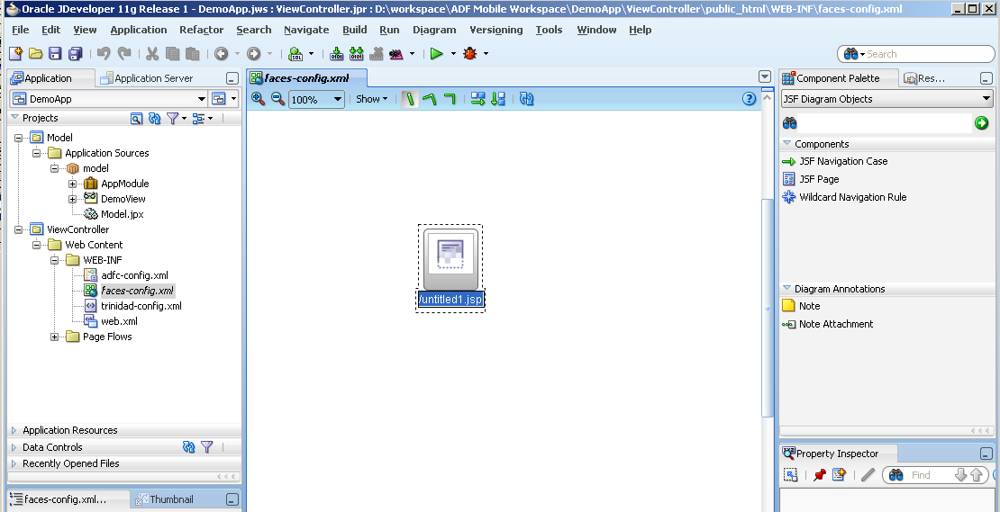 Oracle JDeveloper 11g Release 1 - DemoApp.jws : ViewController.jpr : D:\workspace\ADF Mobile Workspace\DemoApp\ViewController\public_html\WEB-INF\faces-config.xml
File Edit View Application Refactor Search Navigate Build Run Diagram Versioning Tools Window Help
Search
Application Application Server
DemoApp
Projects
Model
Application Sources
model
AppModule
DemoView
Model.jpx
ViewController
Web Content
WEB-INF
adfc-config.xml
faces-config.xml
trinidad-config.xml
web.xml
Page Flows
Application Resources
Data Controls
Recently Opened Files
faces-config.xml...
Thumbnail
faces-config.xml
100% Show
/untitled1.jsp
Component Palette Res...
JSF Diagram Objects
Components
JSF Navigation Case
JSF Page
Wildcard Navigation Rule
Diagram Annotations
Note
Note Attachment
Property Inspector
Find